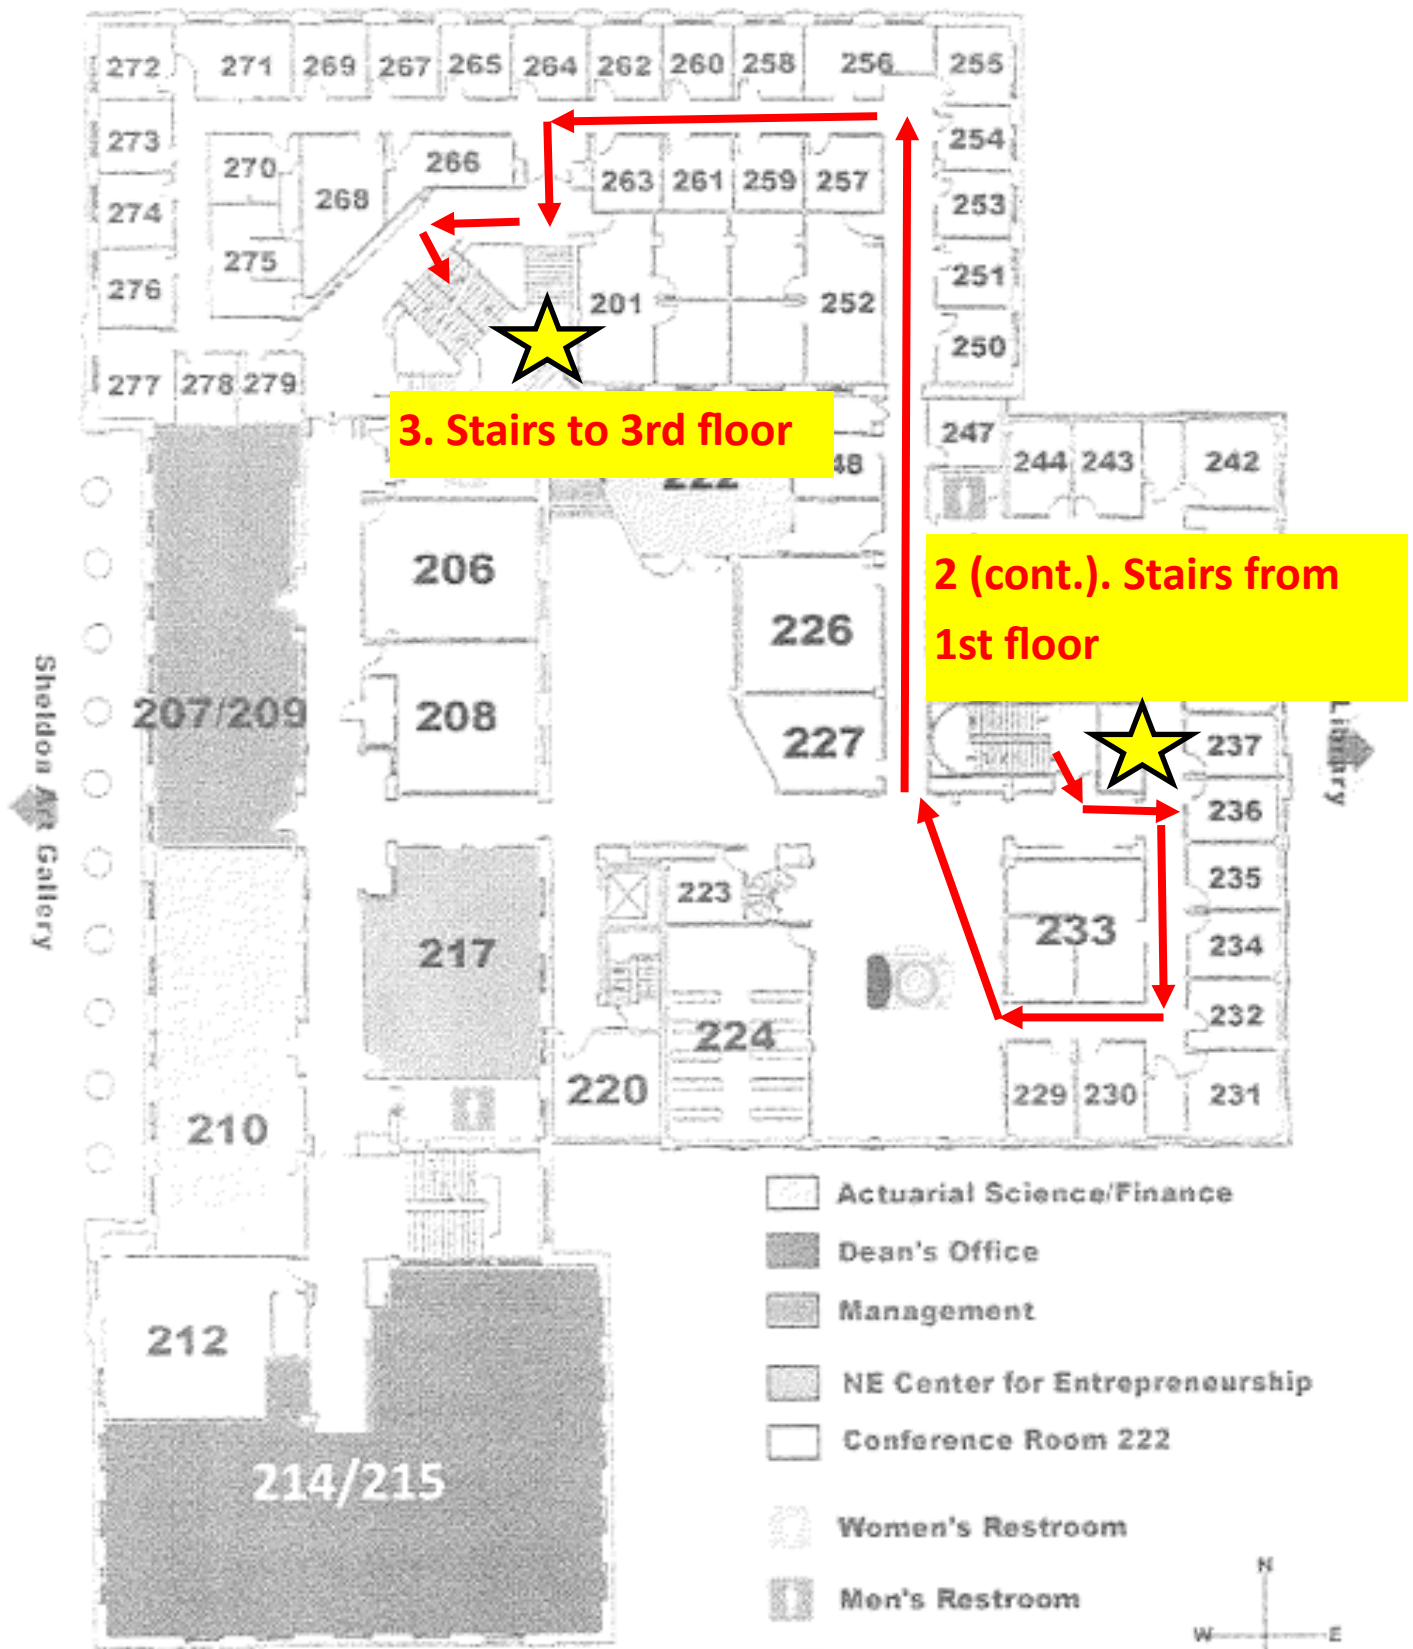 272 271 269 267 265 264 262 260 258 256 255
273 270 268 266 263 261 259 257 254
274 253
275 251
276 201 252
250
277 278 279
3. Stairs to 3rd floor
247
244 243 242
48
222
206
2 (cont.). Stairs from
1st floor
226
207/209 208 227 237
Sheldon Art Gallery
Library
236
223 235
217 233 234
224 232
220 229 230 231
210
Actuarial Science/Finance
Dean's Office
212 Management
NE Center for Entrepreneurship
Conference Room 222
214/215
Women's Restroom
Men's Restroom
N
W E